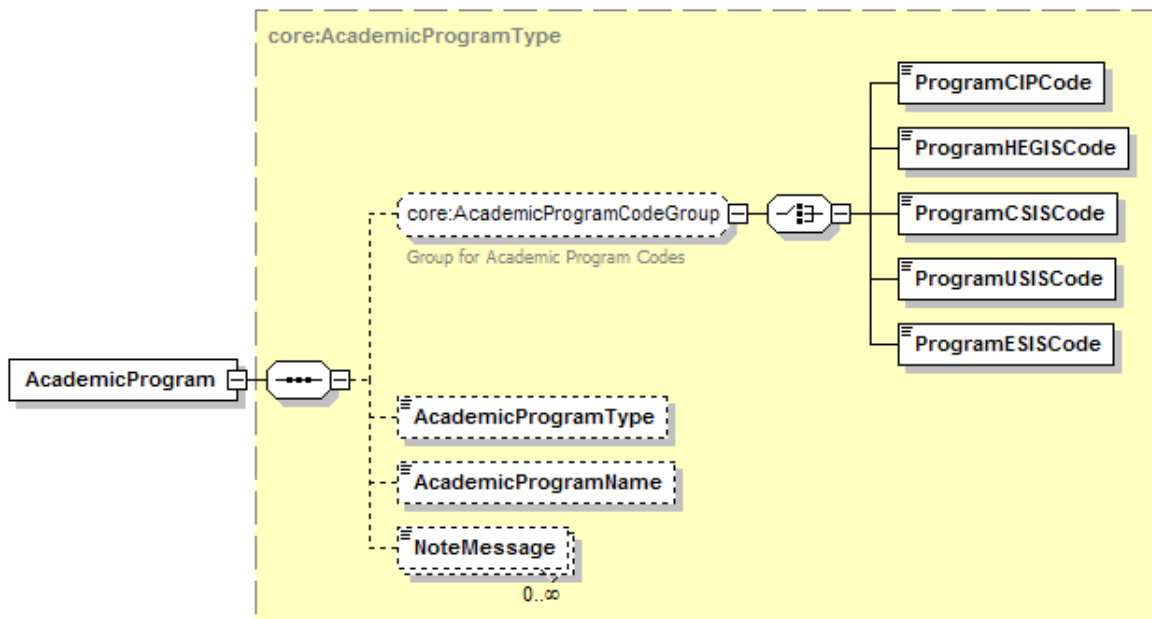 core:AcademicProgramType
ProgramCIPCode
ProgramHEGISCode
core:AcademicProgramCodeGroup
ProgramCSISCode
Group for Academic Program Codes
ProgramUSISCode
ProgramESISCode
AcademicProgram
AcademicProgramType
AcademicProgramName
NoteMessage
0..∞